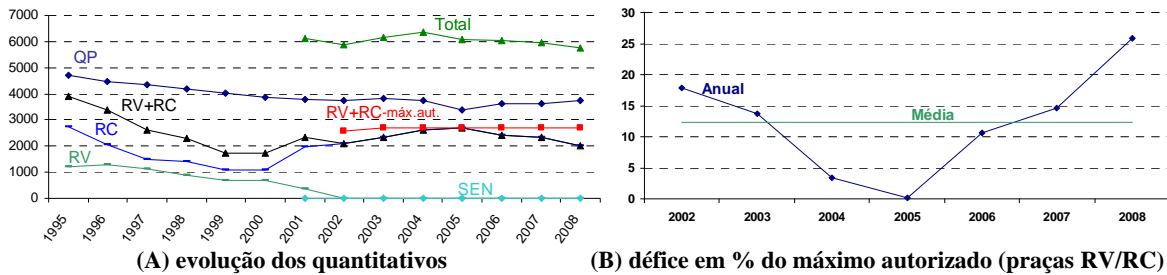 7000
6000
5000
4000
3000
2000
1000
0
Total
QP
RV+RC
RV+RC-máx.aut.
RC
RV
SEN
1995 1996 1997 1998 1999 2000 2001 2002 2003 2004 2005 2006 2007 2008
(A) evolução dos quantitativos
30
25
20
15
10
5
0
Anual
Média
2002 2003 2004 2005 2006 2007 2008
(B) défice em % do máximo autorizado (praças RV/RC)